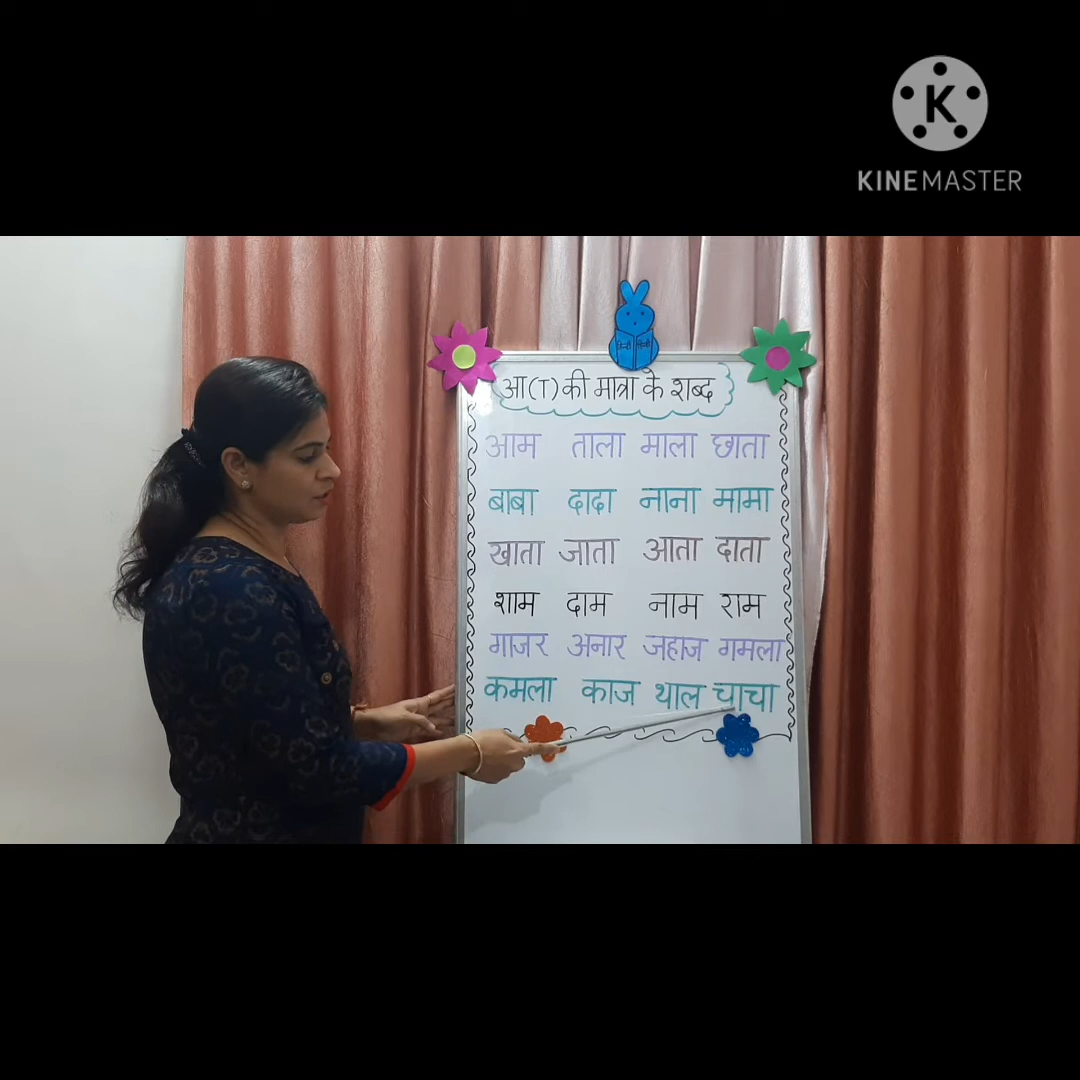 KINEMASTER
हिन्दी हिन्दी
आ(ा) की मात्रा के शब्द
आम ताला माला छाता
बाबा दादा नाना मामा
खाता जाता आता दाता
शाम दाम नाम राम
गाजर अनार जहाज गमला
कमला काज थाल चाचा